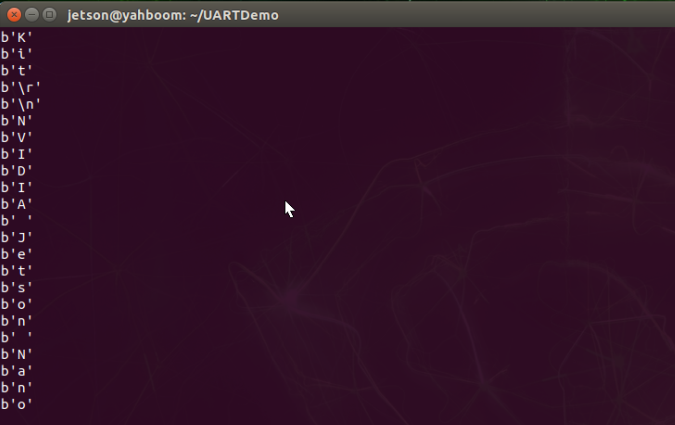 jetson@yahboom: ~/UARTDemo
b'K'
b'i'
b't'
b'\r'
b'\n'
b'N'
b'V'
b'I'
b'D'
b'I'
b'A'
b' '
b'J'
b'e'
b't'
b's'
b'o'
b'n'
b' '
b'N'
b'a'
b'n'
b'o'